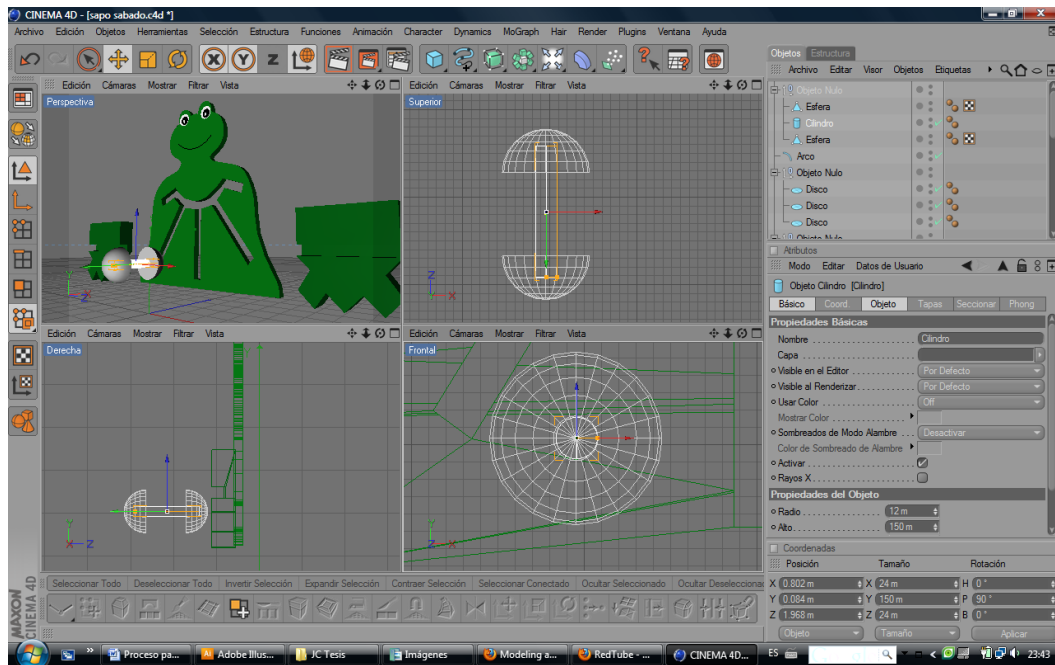 CINEMA 4D - [sapo sabado.c4d *]
Archivo Edición Objetos Herramientas Selección Estructura Funciones Animación Character Dynamics MoGraph Hair Render Plugins Ventana Ayuda
X Y Z
Objetos Estructura
Archivo Editar Visor Objetos Etiquetas
Objeto Nulo
Esfera
Cilindro
Esfera
Arco
Objeto Nulo
Disco
Disco
Disco
Objeto Nulo
Edición Cámaras Mostrar Filtrar Vista
Perspectiva
Y
Z
Edición Cámaras Mostrar Filtrar Vista
Superior
Z
X
Edición Cámaras Mostrar Filtrar Vista
Derecha
Y
X Z
Edición Cámaras Mostrar Filtrar Vista
Frontal
Y
Z X
Atributos
Modo Editar Datos de Usuario
Objeto Cilindro [Cilindro]
Básico Coord. Objeto Tapas Seccionar Phong
Propiedades Básicas
Nombre Cilindro
Capa
Visible en el Editor Por Defecto
Visible al Renderizar Por Defecto
Usar Color Off
Mostrar Color
Sombreados de Modo Alambre Desactivar
Color de Sombreado de Alambre
Activar
Rayos X
Propiedades del Objeto
Radio 12 m
Alto 150 m
Coordenadas
Posición Tamaño Rotación
X 0.802 m X 24 m H 0 °
Y 0.084 m Y 150 m P 90 °
Z 1.968 m Z 24 m B 0 °
Objeto Tamaño Aplicar
Seleccionar Todo Deseleccionar Todo Invertir Selección Expandir Selección Contraer Selección Seleccionar Conectado Ocultar Seleccionado Ocultar Deselecciona
MAXON
CINEMA 4D
Proceso pa... Adobe Illus... JC Tesis Imágenes Modeling a... RedTube - ... CINEMA 4D... ES 23:43